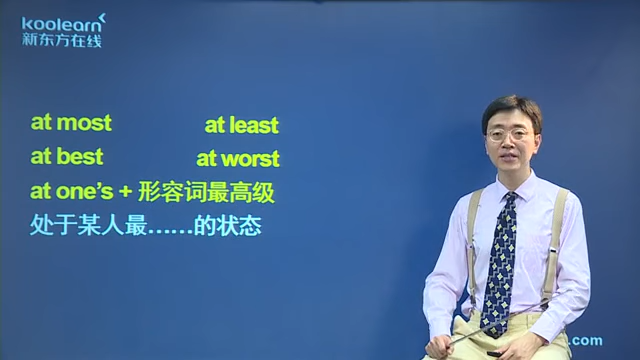 koolearn
新东方在线
at most at least
at best at worst
at one's + 形容词最高级
处于某人最……的状态
.com